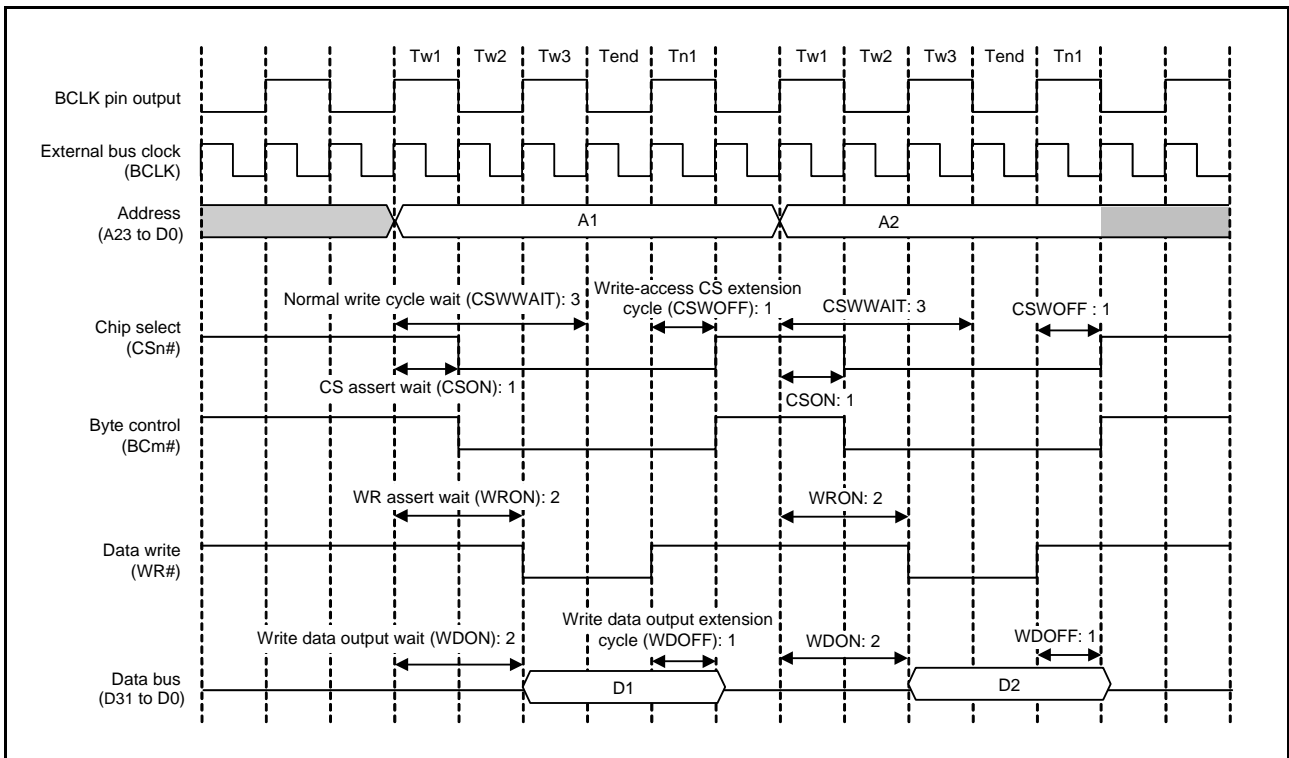 Tw1 Tw2 Tw3 Tend Tn1 Tw1 Tw2 Tw3 Tend Tn1
BCLK pin output
External bus clock
(BCLK)
Address
(A23 to D0)
A1
A2
Normal write cycle wait (CSWWAIT): 3
Write-access CS extension
cycle (CSWOFF): 1
CSWWAIT: 3
CSWOFF : 1
Chip select
(CSn#)
CS assert wait (CSON): 1
CSON: 1
Byte control
(BCm#)
WR assert wait (WRON): 2
WRON: 2
Data write
(WR#)
Write data output wait (WDON): 2
Write data output extension
cycle (WDOFF): 1
WDON: 2
WDOFF: 1
Data bus
(D31 to D0)
D1
D2